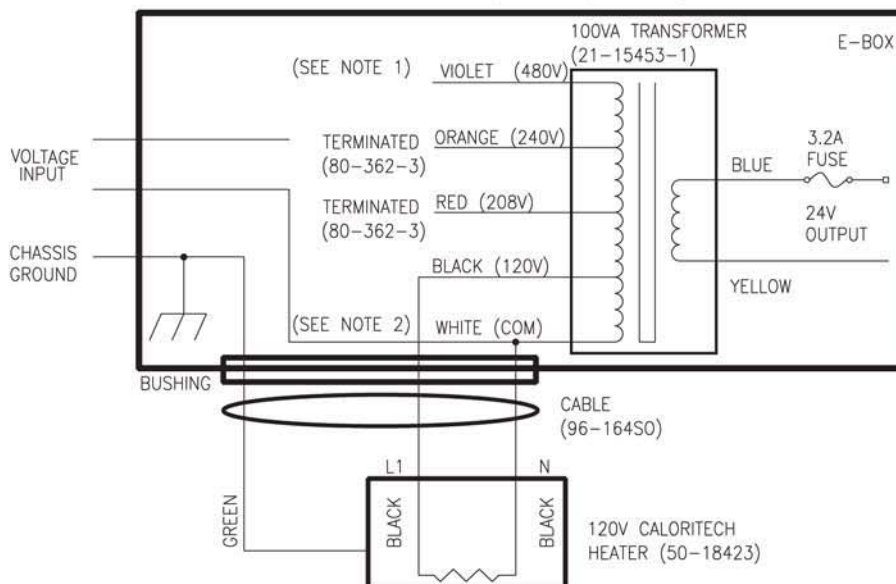 100VA TRANSFORMER
(21-15453-1)
E-BOX
(SEE NOTE 1)
VIOLET (480V)
VOLTAGE
INPUT
TERMINATED
(80-362-3)
ORANGE (240V)
3.2A
FUSE
BLUE
TERMINATED
(80-362-3)
RED (208V)
24V
OUTPUT
CHASSIS
GROUND
BLACK (120V)
YELLOW
(SEE NOTE 2)
WHITE (COM)
BUSHING
CABLE
(96-164SO)
L1
N
GREEN
BLACK
BLACK
120V CALORITECH
HEATER (50-18423)